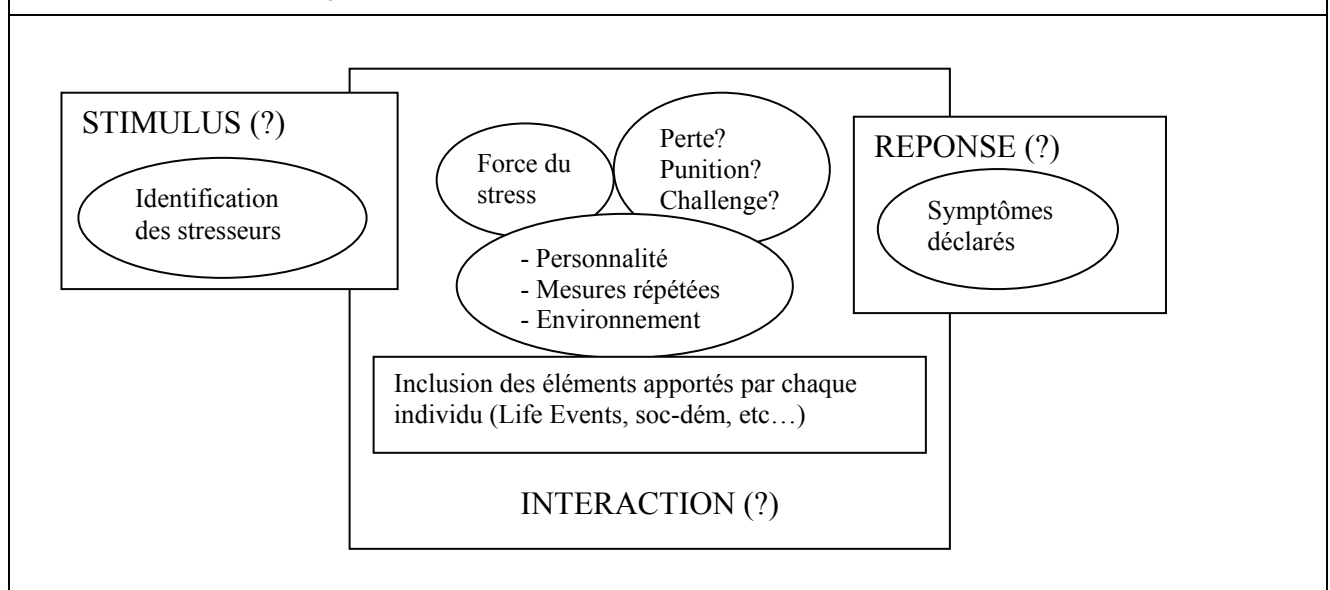 STIMULUS (?)
Identification
des stresseurs
Force du
stress
Perte?
Punition?
Challenge?
- Personnalité
- Mesures répétées
- Environnement
Inclusion des éléments apportés par chaque
individu (Life Events, soc-dém, etc…)
INTERACTION (?)
REPONSE (?)
Symptômes
déclarés